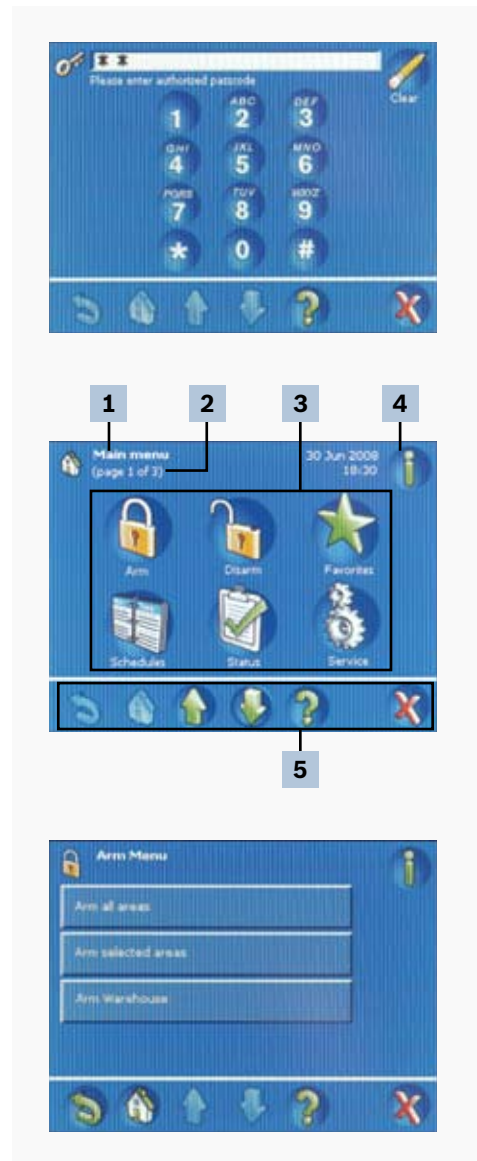 * *
Please enter authorized passcode
Clear
1 ABC 2 DEF 3
GHI 4 JKL 5 MNO 6
PQRS 7 TUV 8 WXYZ 9
* 0 #
?
X
1 2 3 4
Main menu
(page 1 of 3)
30 Jun 2008
18:30
i
Arm Disarm Favorites
Schedules Status Service
?
X
5
Arm Menu
i
Arm all areas
Arm selected areas
Arm Warehouse
?
X